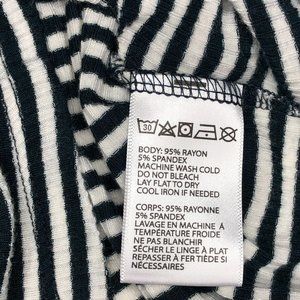 30
BODY: 95% RAYON
5% SPANDEX
MACHINE WASH COLD
DO NOT BLEACH
LAY FLAT TO DRY
COOL IRON IF NEEDED
CORPS: 95% RAYONNE
5% SPANDEX
LAVAGE EN MACHINE
À TEMPÉRATURE FROIDE
NE PAS BLANCHIR
SÉCHER LE LINGE À PLAT
REPASSER À FER TIÈDE SI
NÉCESSAIRES